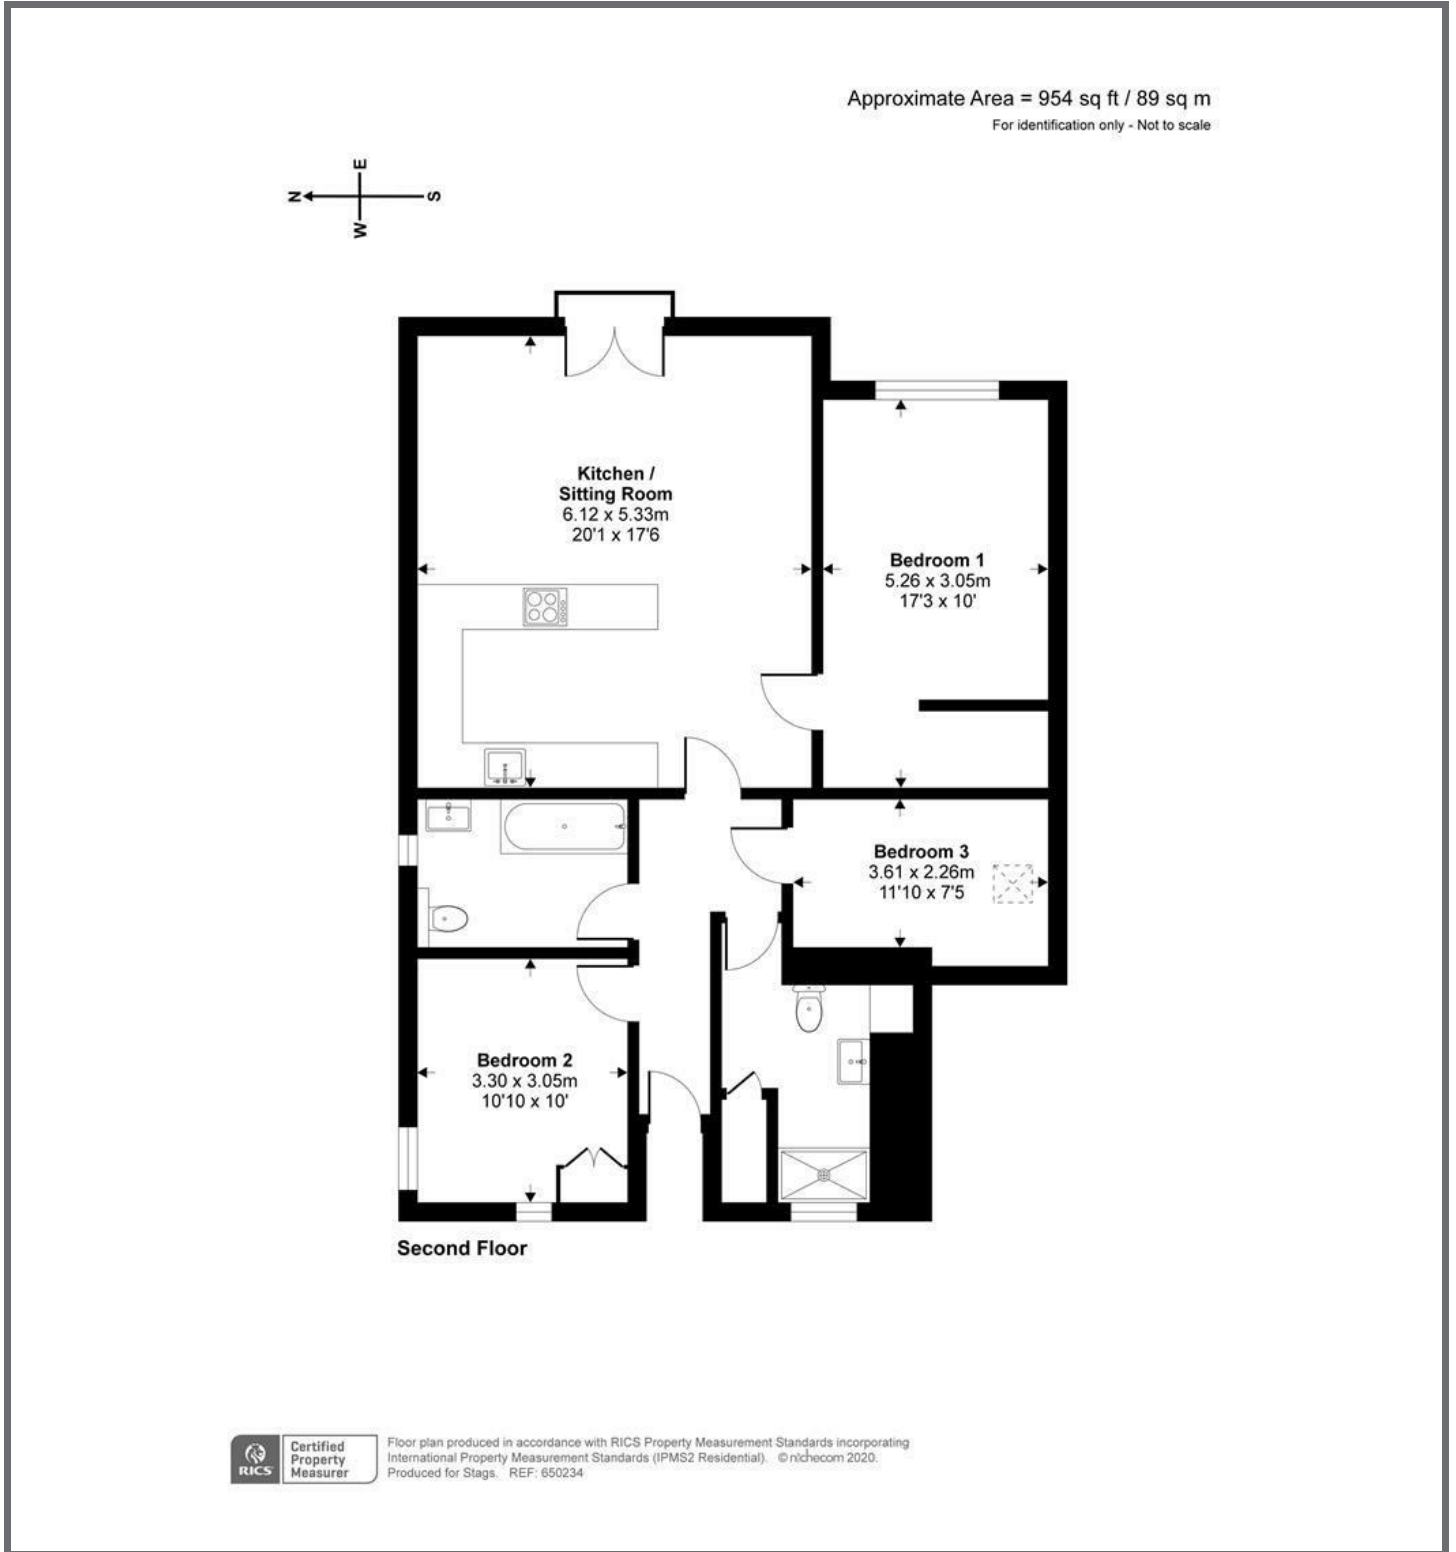 Approximate Area = 954 sq ft / 89 sq m
For identification only - Not to scale
E
N
S
W
Kitchen /
Sitting Room
6.12 x 5.33m
20'1 x 17'6
Bedroom 1
5.26 x 3.05m
17'3 x 10'
Bedroom 3
3.61 x 2.26m
11'10 x 7'5
Bedroom 2
3.30 x 3.05m
10'10 x 10'
Second Floor
RICS
Certified
Property
Measurer
Floor plan produced in accordance with RICS Property Measurement Standards incorporating
International Property Measurement Standards (IPMS2 Residential). © nichecom 2020.
Produced for Stags. REF: 650234